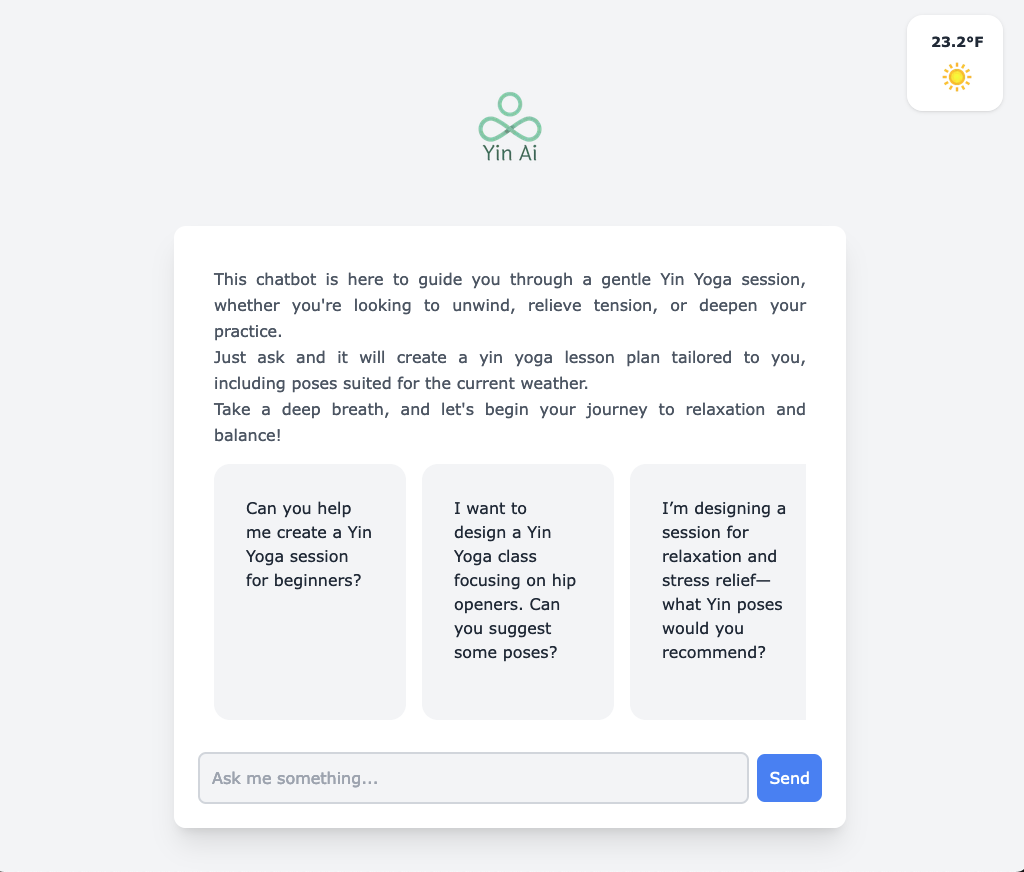 23.2°F
Yin Ai
This chatbot is here to guide you through a gentle Yin Yoga session,
whether you're looking to unwind, relieve tension, or deepen your
practice.
Just ask and it will create a yin yoga lesson plan tailored to you,
including poses suited for the current weather.
Take a deep breath, and let's begin your journey to relaxation and
balance!
Can you help
me create a Yin
Yoga session
for beginners?
I want to
design a Yin
Yoga class
focusing on hip
openers. Can
you suggest
some poses?
I’m designing a
session for
relaxation and
stress relief—
what Yin poses
would you
recommend?
Ask me something...
Send